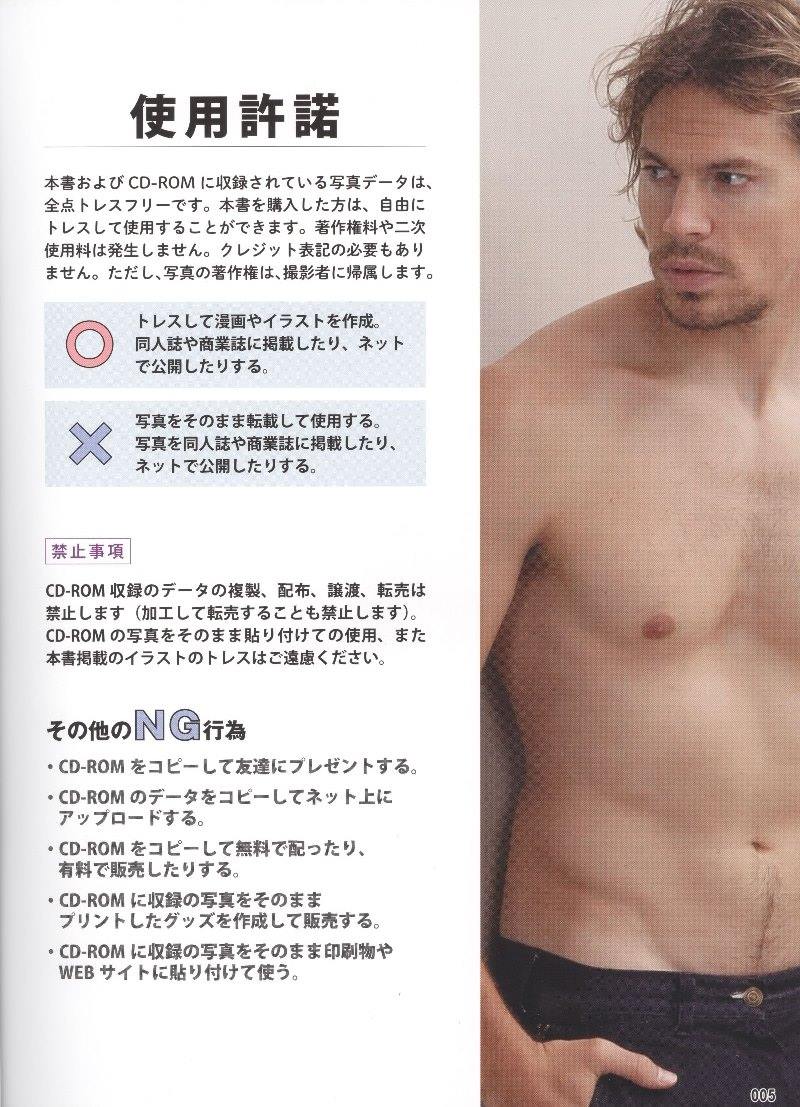 使用許諾
本書および CD-ROM に収録されている写真データは、
全点トレスフリーです。本書を購入した方は、自由に
トレスして使用することができます。著作権料や二次
使用料は発生しません。クレジット表記の必要もあり
ません。ただし、写真の著作権は、撮影者に帰属します。
トレスして漫画やイラストを作成。
同人誌や商業誌に掲載したり、ネット
で公開したりする。
写真をそのまま転載して使用する。
写真を同人誌や商業誌に掲載したり、
ネットで公開したりする。
禁止事項
CD-ROM 収録のデータの複製、配布、譲渡、転売は
禁止します（加工して転売することも禁止します）。
CD-ROM の写真をそのまま貼り付けての使用、また
本書掲載のイラストのトレスはご遠慮ください。
その他のNG行為
・CD-ROM をコピーして友達にプレゼントする。
・CD-ROM のデータをコピーしてネット上に
アップロードする。
・CD-ROM をコピーして無料で配ったり、
有料で販売したりする。
・CD-ROM に収録の写真をそのまま
プリントしたグッズを作成して販売する。
・CD-ROM に収録の写真をそのまま印刷物や
WEB サイトに貼り付けて使う。
005